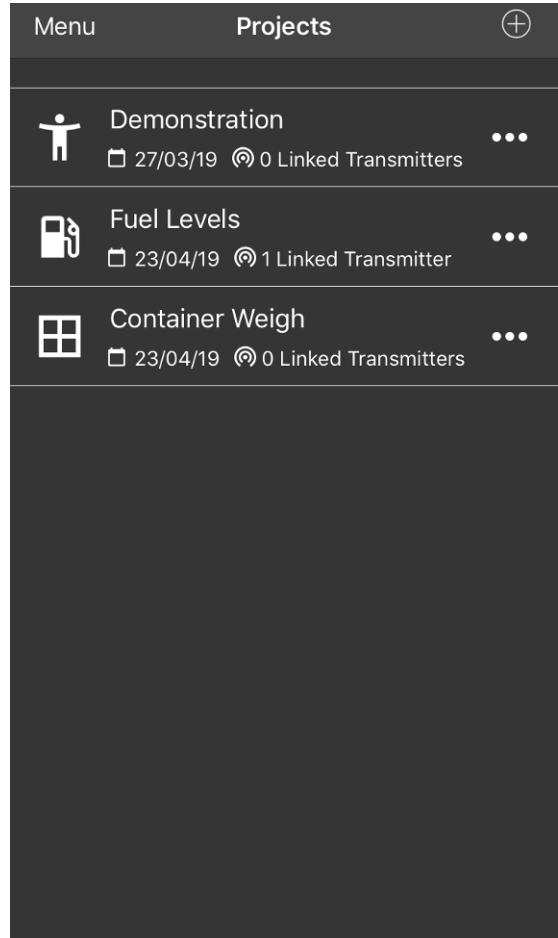 Menu Projects
Demonstration
27/03/19 0 Linked Transmitters
Fuel Levels
23/04/19 1 Linked Transmitter
Container Weigh
23/04/19 0 Linked Transmitters